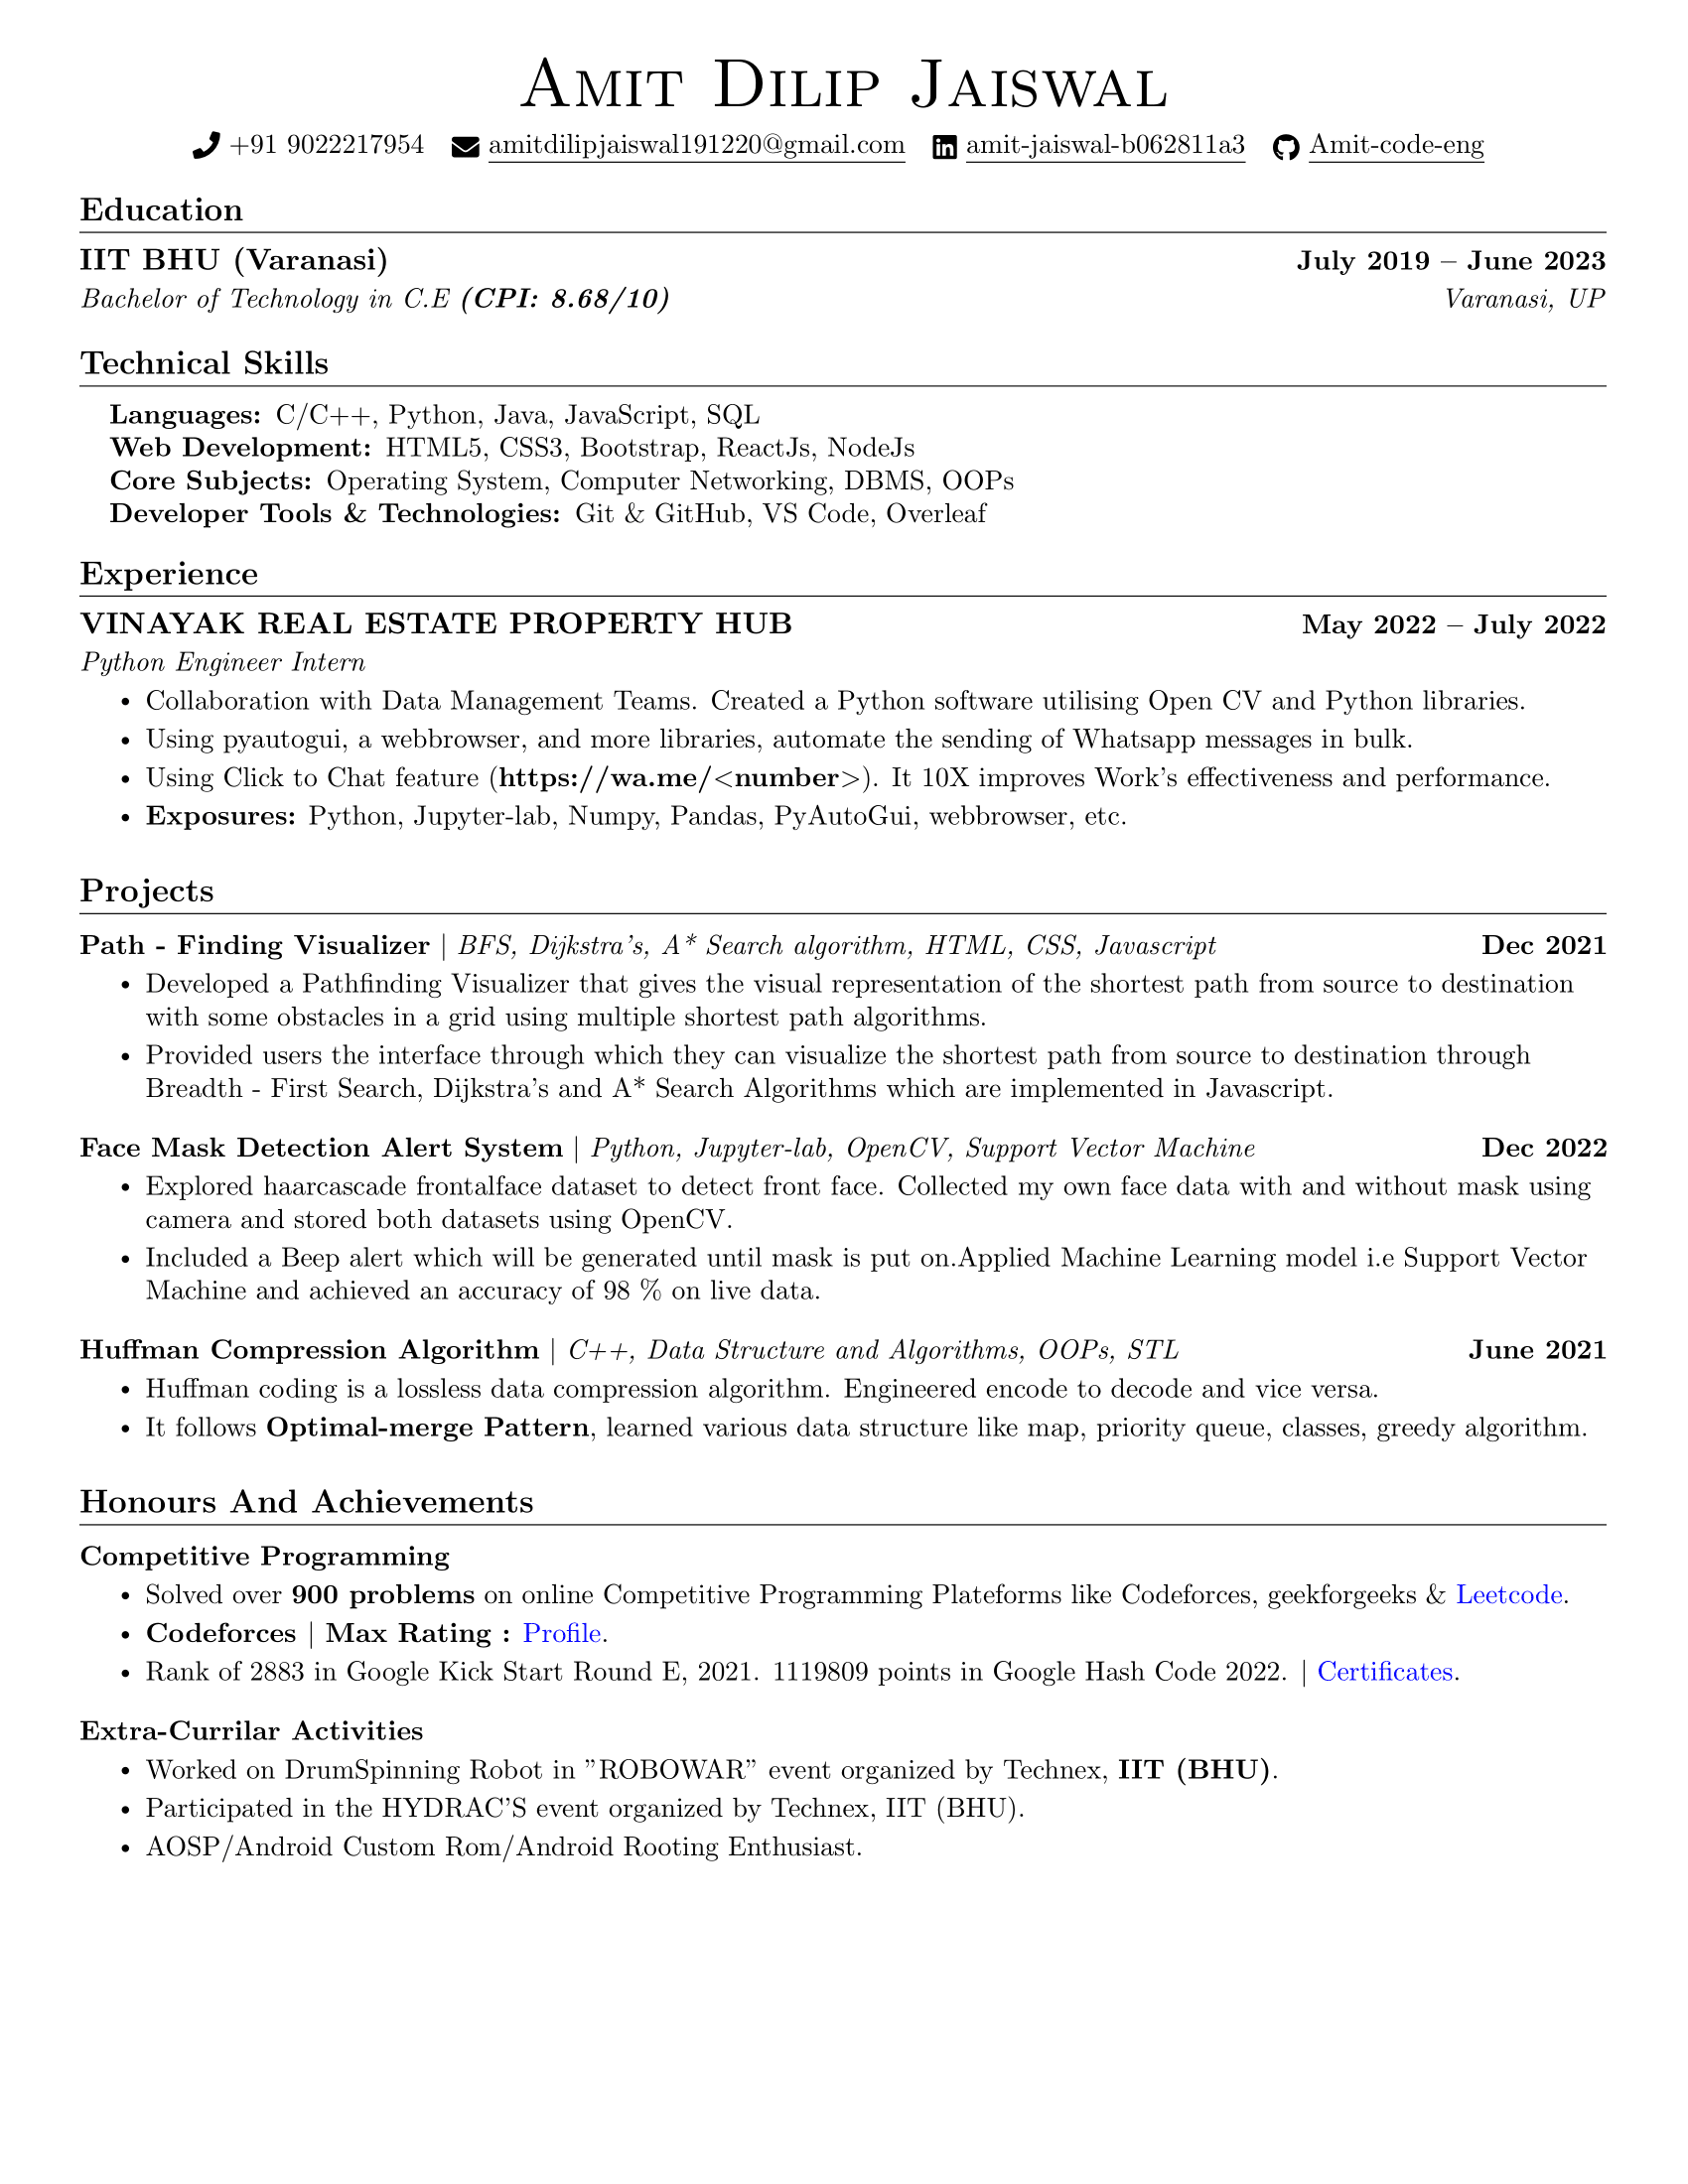 Amit Dilip Jaiswal
+91 9022217954 amitdilipjaiswal191220@gmail.com amit-jaiswal-b062811a3 Amit-code-eng
Education
IIT BHU (Varanasi) July 2019 – June 2023
Bachelor of Technology in C.E (CPI: 8.68/10) Varanasi, UP
Technical Skills
Languages: C/C++, Python, Java, JavaScript, SQL
Web Development: HTML5, CSS3, Bootstrap, ReactJs, NodeJs
Core Subjects: Operating System, Computer Networking, DBMS, OOPs
Developer Tools & Technologies: Git & GitHub, VS Code, Overleaf
Experience
VINAYAK REAL ESTATE PROPERTY HUB May 2022 – July 2022
Python Engineer Intern
• Collaboration with Data Management Teams. Created a Python software utilising Open CV and Python libraries.
• Using pyautogui, a webbrowser, and more libraries, automate the sending of Whatsapp messages in bulk.
• Using Click to Chat feature (https://wa.me/<number>). It 10X improves Work's effectiveness and performance.
• Exposures: Python, Jupyter-lab, Numpy, Pandas, PyAutoGui, webbrowser, etc.
Projects
Path - Finding Visualizer | BFS, Dijkstra's, A* Search algorithm, HTML, CSS, Javascript Dec 2021
• Developed a Pathfinding Visualizer that gives the visual representation of the shortest path from source to destination
with some obstacles in a grid using multiple shortest path algorithms.
• Provided users the interface through which they can visualize the shortest path from source to destination through
Breadth - First Search, Dijkstra's and A* Search Algorithms which are implemented in Javascript.
Face Mask Detection Alert System | Python, Jupyter-lab, OpenCV, Support Vector Machine Dec 2022
• Explored haarcascade frontalface dataset to detect front face. Collected my own face data with and without mask using
camera and stored both datasets using OpenCV.
• Included a Beep alert which will be generated until mask is put on.Applied Machine Learning model i.e Support Vector
Machine and achieved an accuracy of 98 % on live data.
Huffman Compression Algorithm | C++, Data Structure and Algorithms, OOPs, STL June 2021
• Huffman coding is a lossless data compression algorithm. Engineered encode to decode and vice versa.
• It follows Optimal-merge Pattern, learned various data structure like map, priority queue, classes, greedy algorithm.
Honours And Achievements
Competitive Programming
• Solved over 900 problems on online Competitive Programming Plateforms like Codeforces, geekforgeeks & Leetcode.
• Codeforces | Max Rating : Profile.
• Rank of 2883 in Google Kick Start Round E, 2021. 1119809 points in Google Hash Code 2022. | Certificates.
Extra-Currilar Activities
• Worked on DrumSpinning Robot in ”ROBOWAR” event organized by Technex, IIT (BHU).
• Participated in the HYDRAC'S event organized by Technex, IIT (BHU).
• AOSP/Android Custom Rom/Android Rooting Enthusiast.